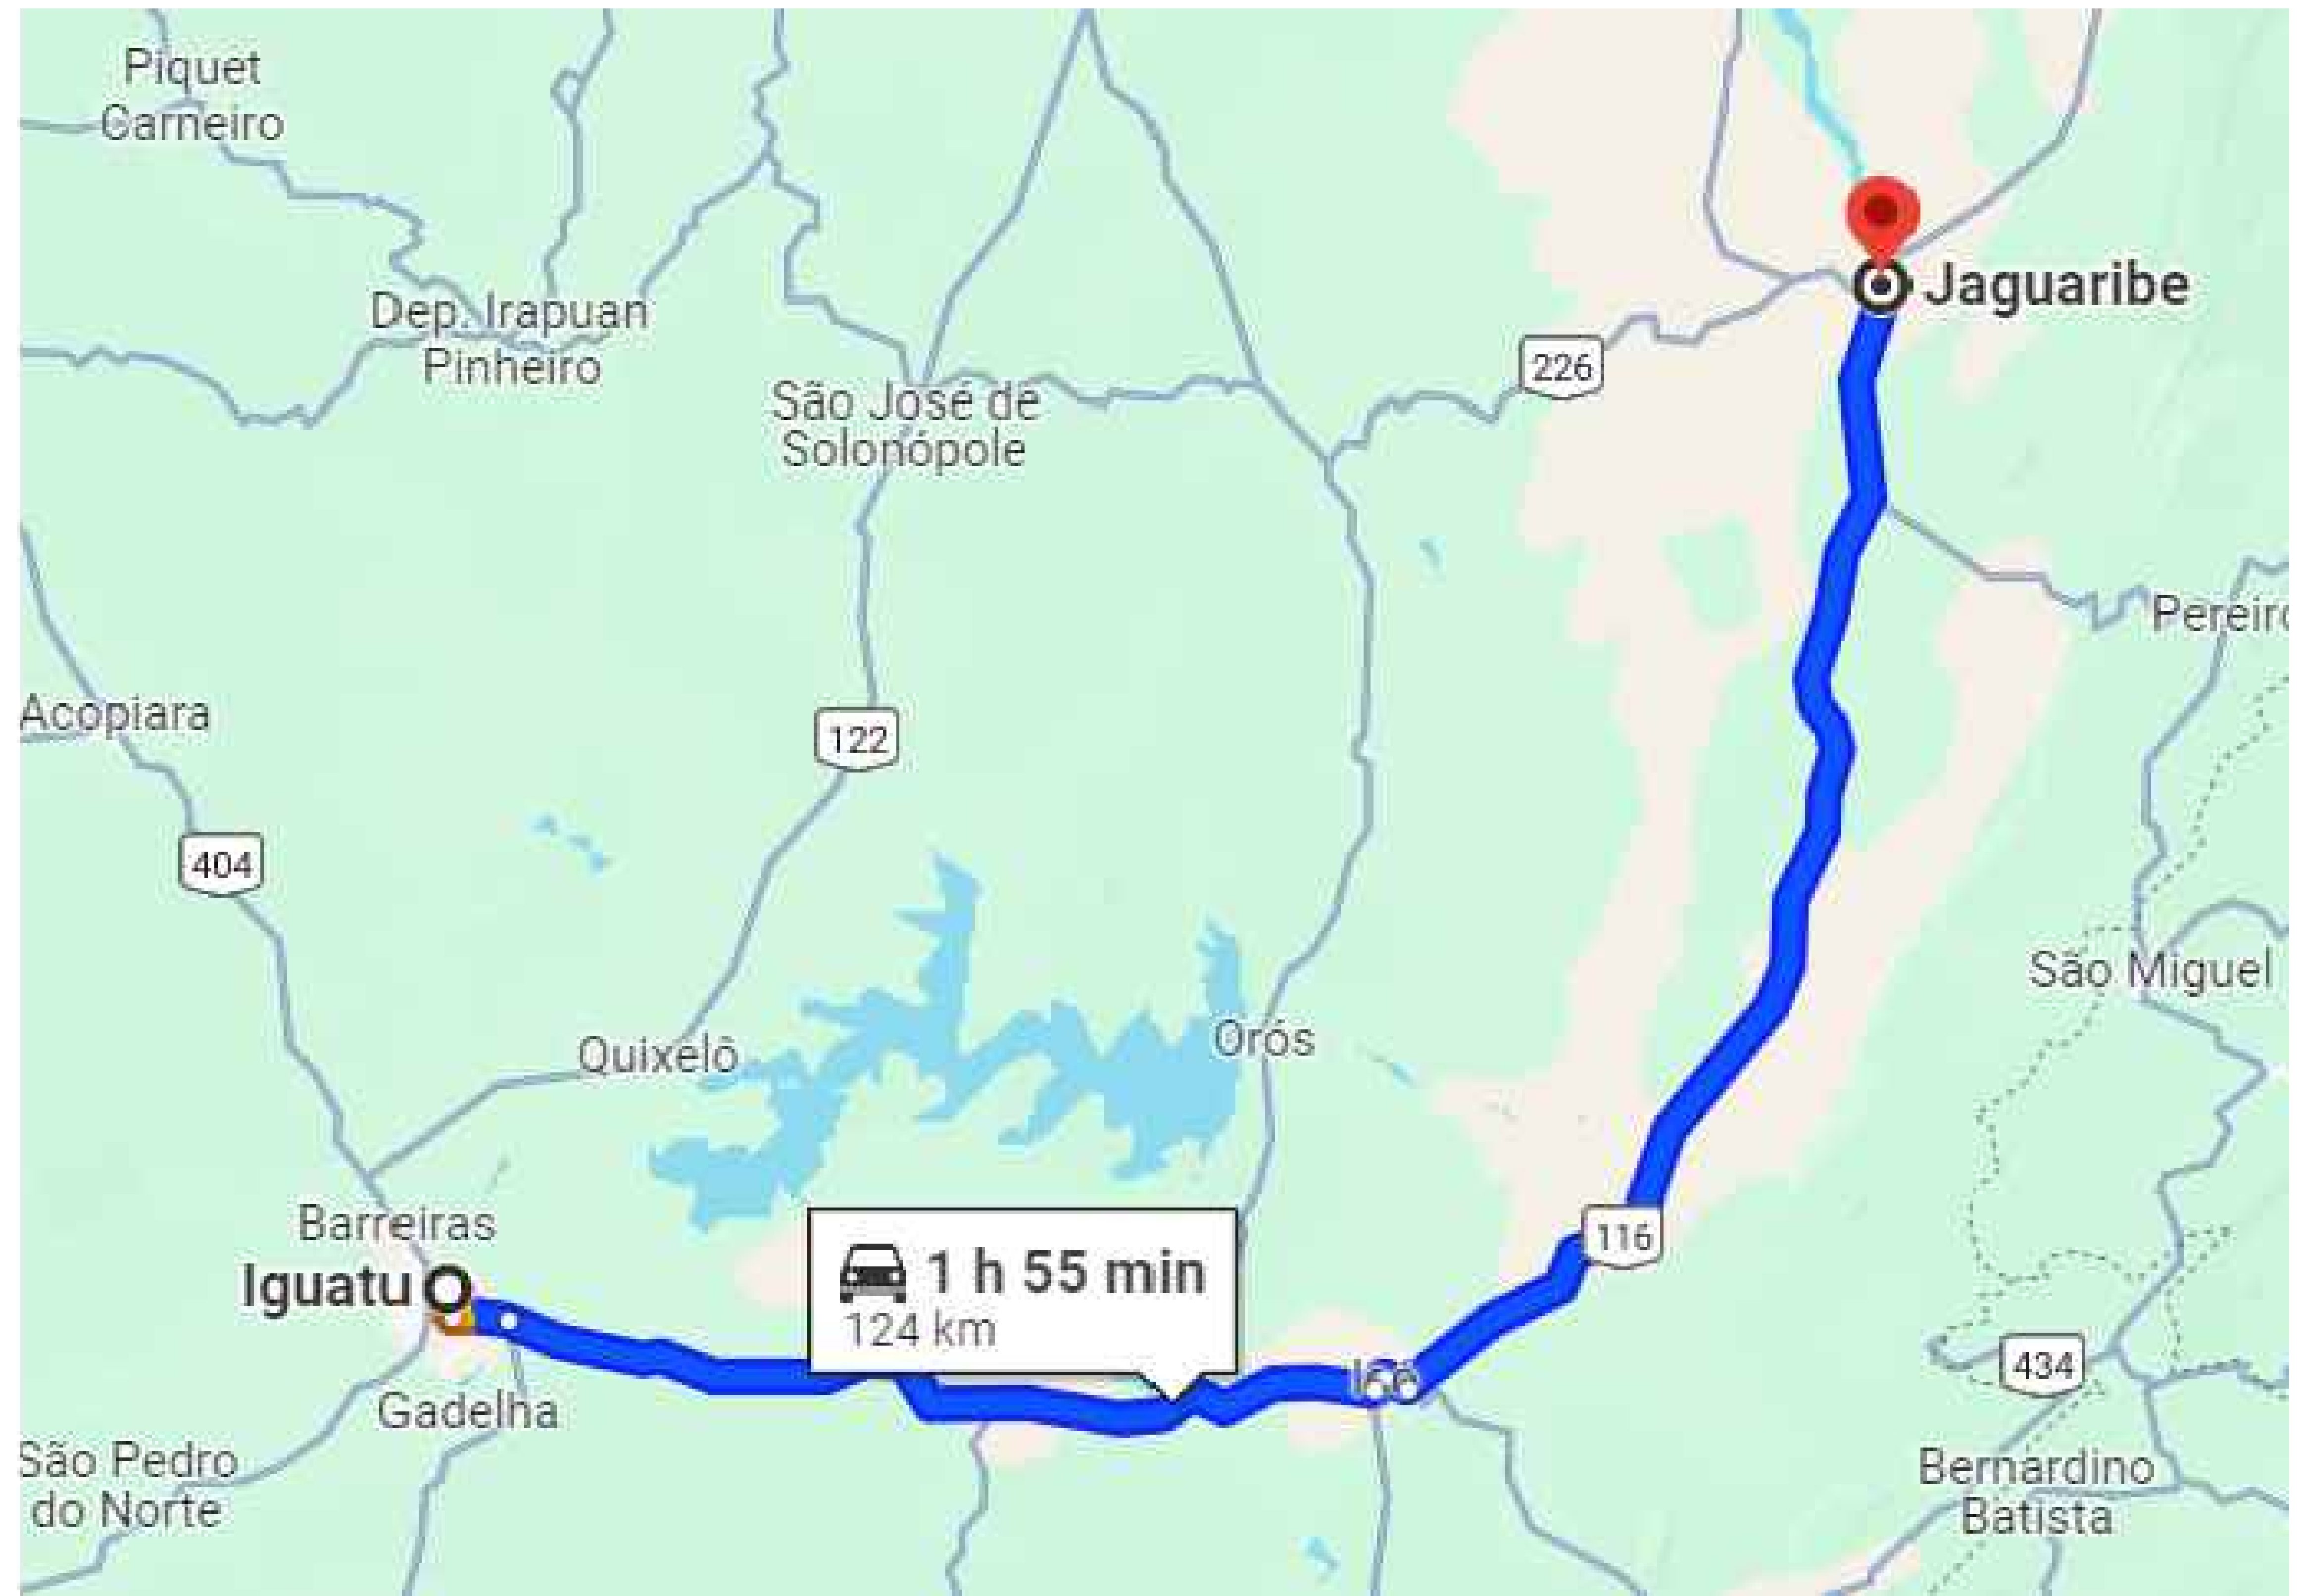 Piquet
Carneiro
Jaguaribe
Dep. Irapuan
Pinheiro
226
São José de
Solonópole
Pereiro
Acopiara
122
404
São Miguel
Orós
Quixelô
Barreiras
116
1 h 55 min
Iguatu
124 km
434
Icó
Gadelha
São Pedro
do Norte
Bernardino
Batista